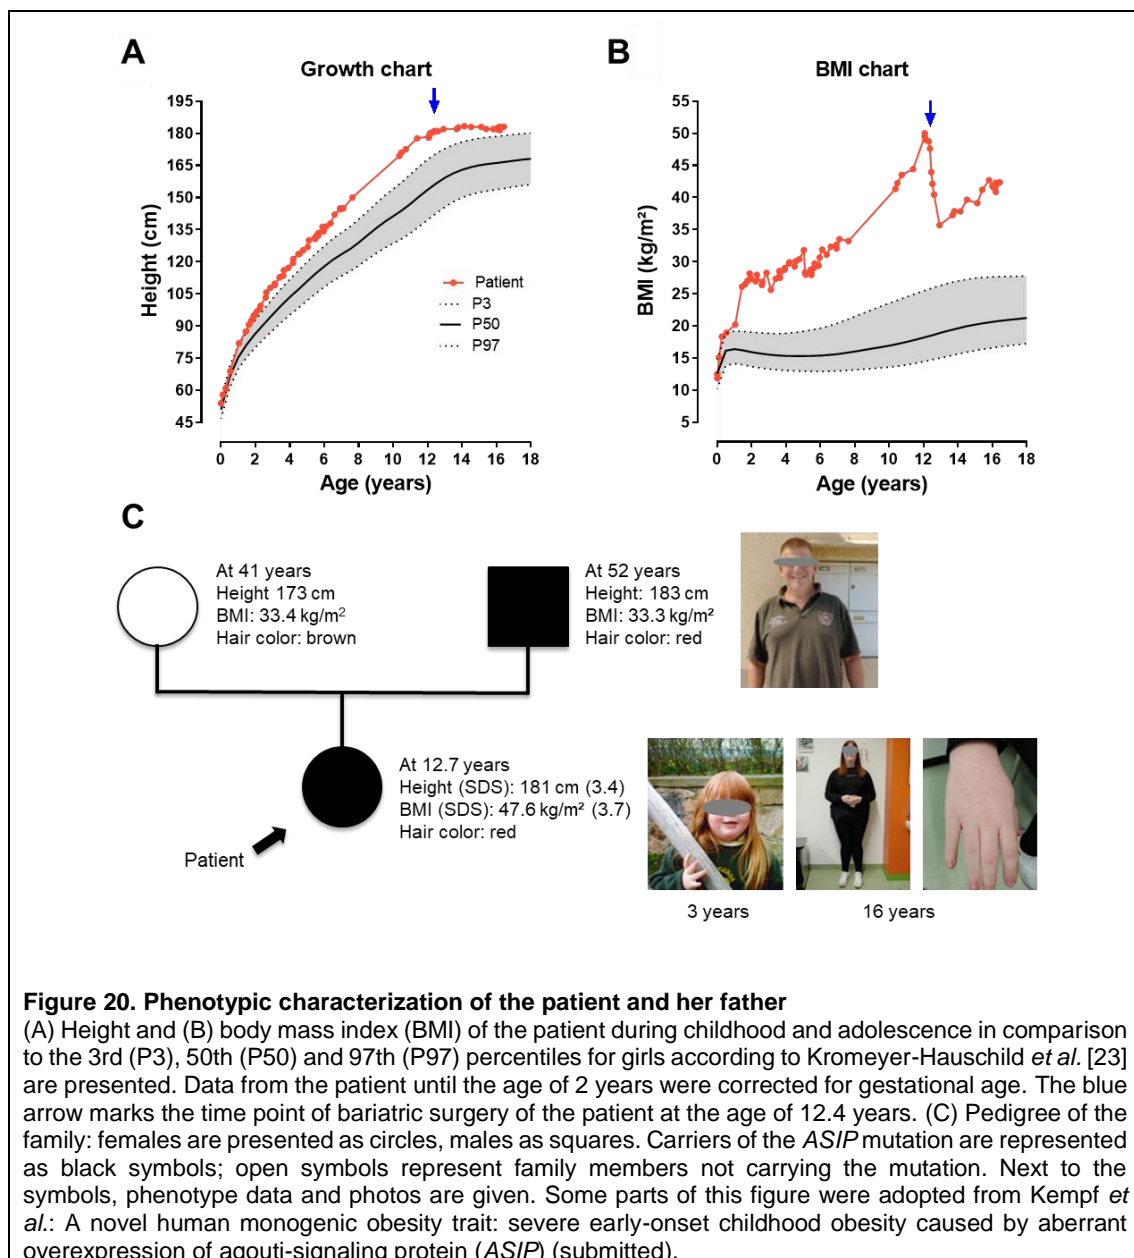 A
Growth chart
195
180
165
150
135
120
105
90
75
60
45
Height (cm)
Patient
P3
P50
P97
0 2 4 6 8 10 12 14 16 18
Age (years)
B
BMI chart
55
50
45
40
35
30
25
20
15
10
5
BMI (kg/m²)
0 2 4 6 8 10 12 14 16 18
Age (years)
C
At 41 years
Height 173 cm
BMI: 33.4 kg/m²
Hair color: brown
At 52 years
Height: 183 cm
BMI: 33.3 kg/m²
Hair color: red
At 12.7 years
Height (SDS): 181 cm (3.4)
BMI (SDS): 47.6 kg/m² (3.7)
Hair color: red
Patient
3 years
16 years
Figure 20. Phenotypic characterization of the patient and her father
(A) Height and (B) body mass index (BMI) of the patient during childhood and adolescence in comparison
to the 3rd (P3), 50th (P50) and 97th (P97) percentiles for girls according to Kromeyer-Hauschild et al. [23]
are presented. Data from the patient until the age of 2 years were corrected for gestational age. The blue
arrow marks the time point of bariatric surgery of the patient at the age of 12.4 years. (C) Pedigree of the
family: females are presented as circles, males as squares. Carriers of the ASIP mutation are represented
as black symbols; open symbols represent family members not carrying the mutation. Next to the
symbols, phenotype data and photos are given. Some parts of this figure were adopted from Kempf et
al.: A novel human monogenic obesity trait: severe early-onset childhood obesity caused by aberrant
overexpression of agouti-signaling protein (ASIP) (submitted).